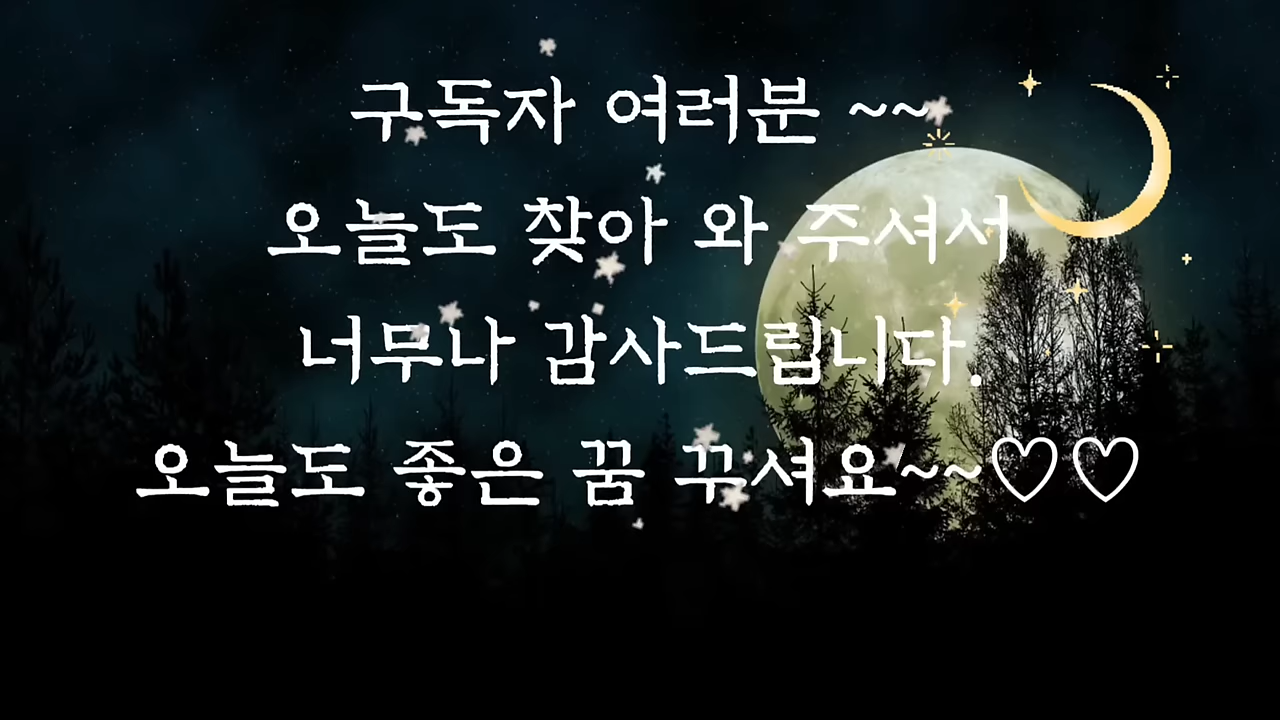 구독자 여러분 ~~
오늘도 찾아 와 주셔서
너무나 감사드립니다.
오늘도 좋은 꿈 꾸셔요~~♡♡